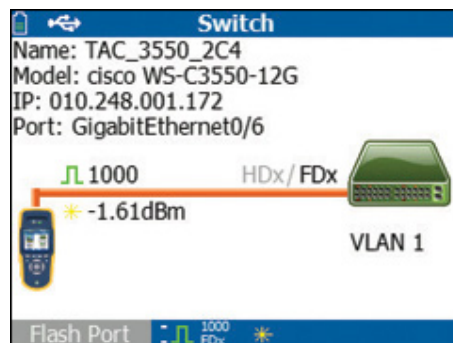 Switch
Name: TAC_3550_2C4
Model: cisco WS-C3550-12G
IP: 010.248.001.172
Port: GigabitEthernet0/6
1000 HDx/FDx
-1.61dBm
VLAN 1
Flash Port 1000
FDx